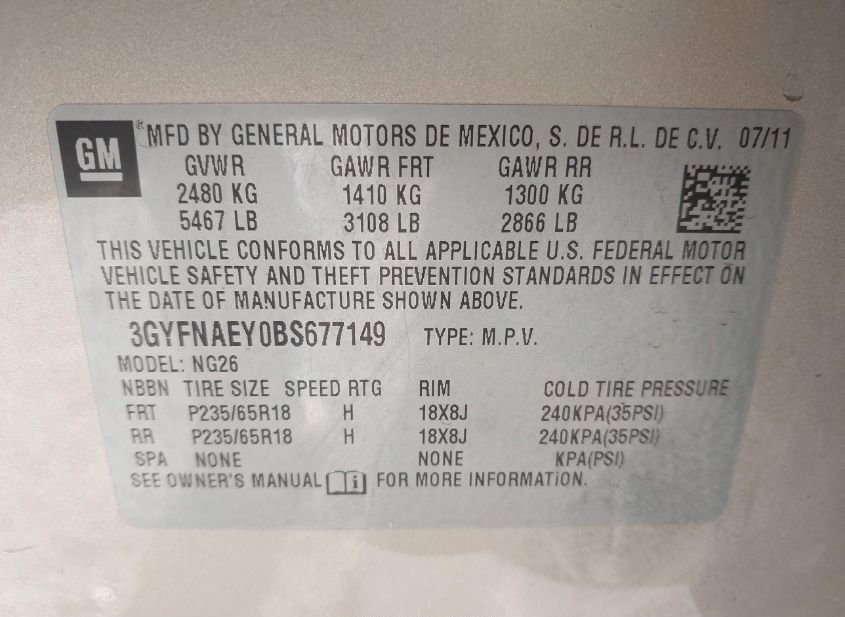 GM ® MFD BY GENERAL MOTORS DE MEXICO, S. DE R.L. DE C.V. 07/11
GVWR GAWR FRT GAWR RR
2480 KG 1410 KG 1300 KG
5467 LB 3108 LB 2866 LB
THIS VEHICLE CONFORMS TO ALL APPLICABLE U.S. FEDERAL MOTOR
VEHICLE SAFETY AND THEFT PREVENTION STANDARDS IN EFFECT ON
THE DATE OF MANUFACTURE SHOWN ABOVE.
3GYFNAEY0BS677149 TYPE: M.P.V.
MODEL: NG26
NBBN TIRE SIZE SPEED RTG RIM COLD TIRE PRESSURE
FRT P235/65R18 H 18X8J 240KPA(35PSI)
RR P235/65R18 H 18X8J 240KPA(35PSI)
SPA NONE NONE KPA(PSI)
SEE OWNER'S MANUAL i FOR MORE INFORMATION.